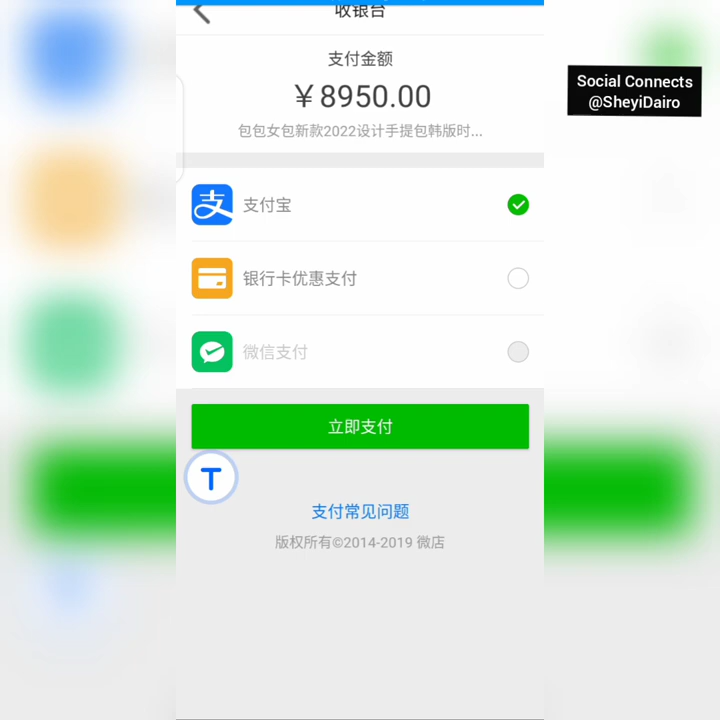 收银台
Social Connects
@SheyiDairo
支付金额
￥8950.00
包包女包新款2022设计手提包韩版时...
支
支付宝
银行卡优惠支付
微信支付
立即支付
T
支付常见问题
版权所有©2014-2019 微店